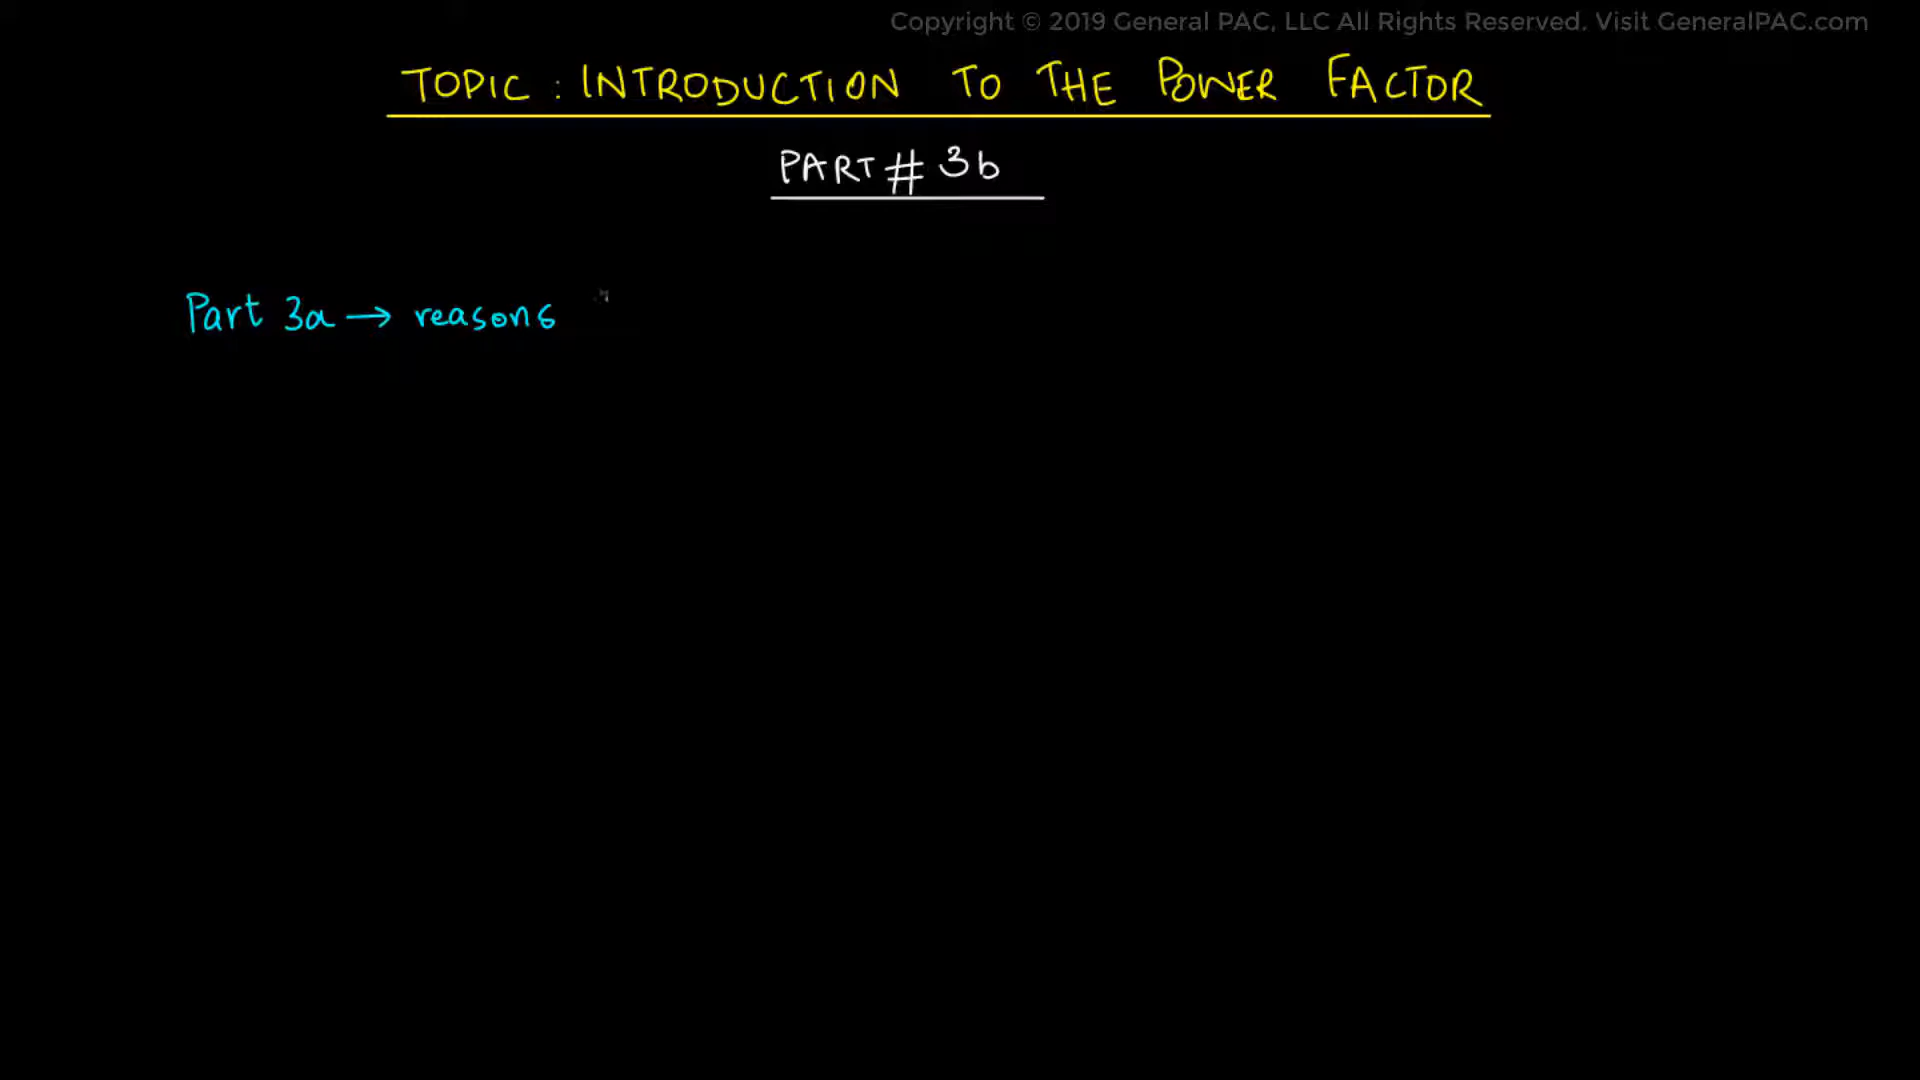 Copyright © 2019 General PAC, LLC All Rights Reserved. Visit GeneralPAC.com
TOPIC : INTRODUCTION TO THE POWER FACTOR
PART # 3b
Part 3a → reasons